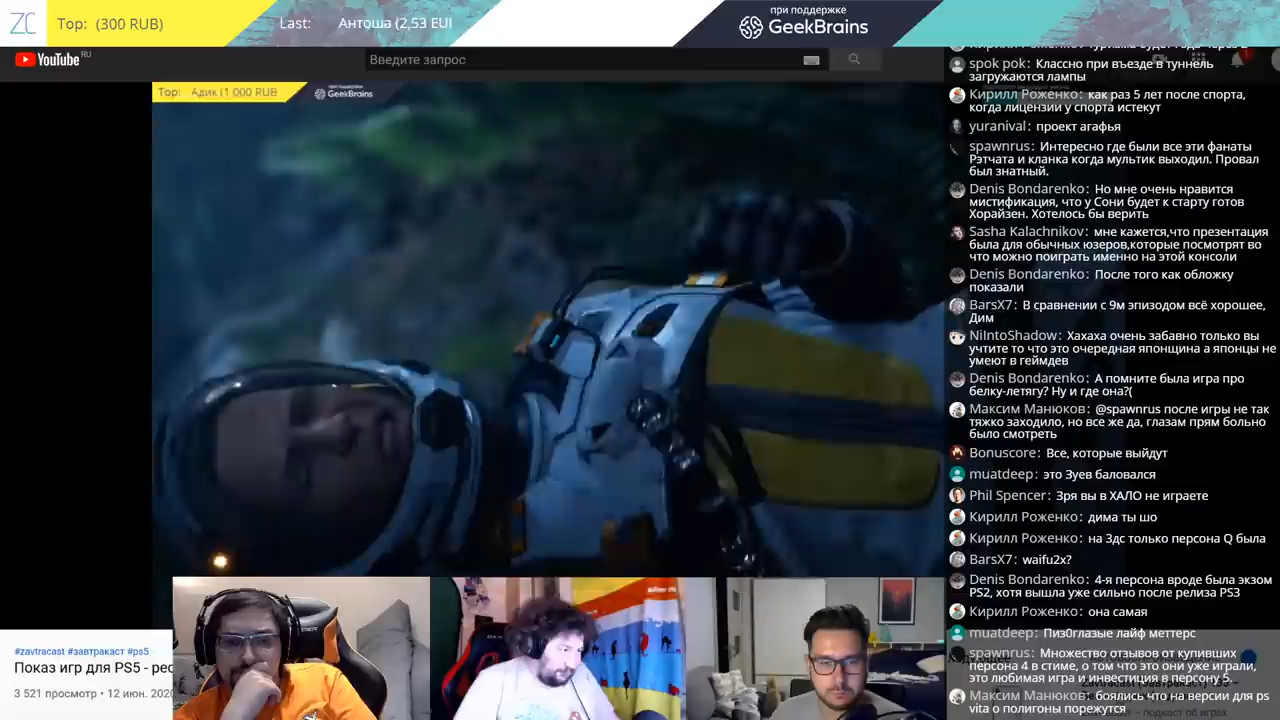 ZC
Top: (300 RUB)
Last: Антоша (2,53 EUI
при поддержке
GeekBrains
YouTube RU
Введите запрос
Top: Адик (1 000 RUB
при поддержке
GeekBrains
spok pok: Классно при въезде в туннель
загружаются лампы
Кирилл Роженко: как раз 5 лет после спорта,
когда лицензии у спорта истекут
yuranival: проект агафья
spawnrus: Интересно где были все эти фанаты
Рэтчата и кланка когда мультик выходил. Провал
был знатный.
Denis Bondarenko: Но мне очень нравится
мистификация, что у Сони будет к старту готов
Хорайзен. Хотелось бы верить
Sasha Kalachnikov: мне кажется,что презентация
была для обычных юзеров,которые посмотрят во
что можно поиграть именно на этой консоли
Denis Bondarenko: После того как обложку
показали
BarsX7: В сравнении с 9м эпизодом всё хорошее,
Дим
NiIntoShadow: Хахаха очень забавно только вы
учтите то что это очередная японщина а японцы не
умеют в геймдев
Denis Bondarenko: А помните была игра про
белку-летягу? Ну и где она?(
Максим Манюков: @spawnrus после игры не так
тяжко заходило, но все же да, глазам прям больно
было смотреть
Bonuscore: Все, которые выйдут
muatdeep: это Зуев баловался
Phil Spencer: Зря вы в ХАЛО не играете
Кирилл Роженко: дима ты шо
Кирилл Роженко: на 3дс только персона Q была
BarsX7: waifu2x?
Denis Bondarenko: 4-я персона вроде была экзом
PS2, хотя вышла уже сильно после релиза PS3
Кирилл Роженко: она самая
muatdeep: Пиз0глазые лайф меттерс
spawnrus: Множество отзывов от купивших
персона 4 в стиме, о том что это они уже играли,
это любимая игра и инвестиция в персону 5.
Максим Манюков: боялись что на версии для ps
vita о полигоны порежутся
#zavtracast #завтракаст #ps5
Показ игр для PS5 - рес
3 521 просмотр • 12 июн. 2020